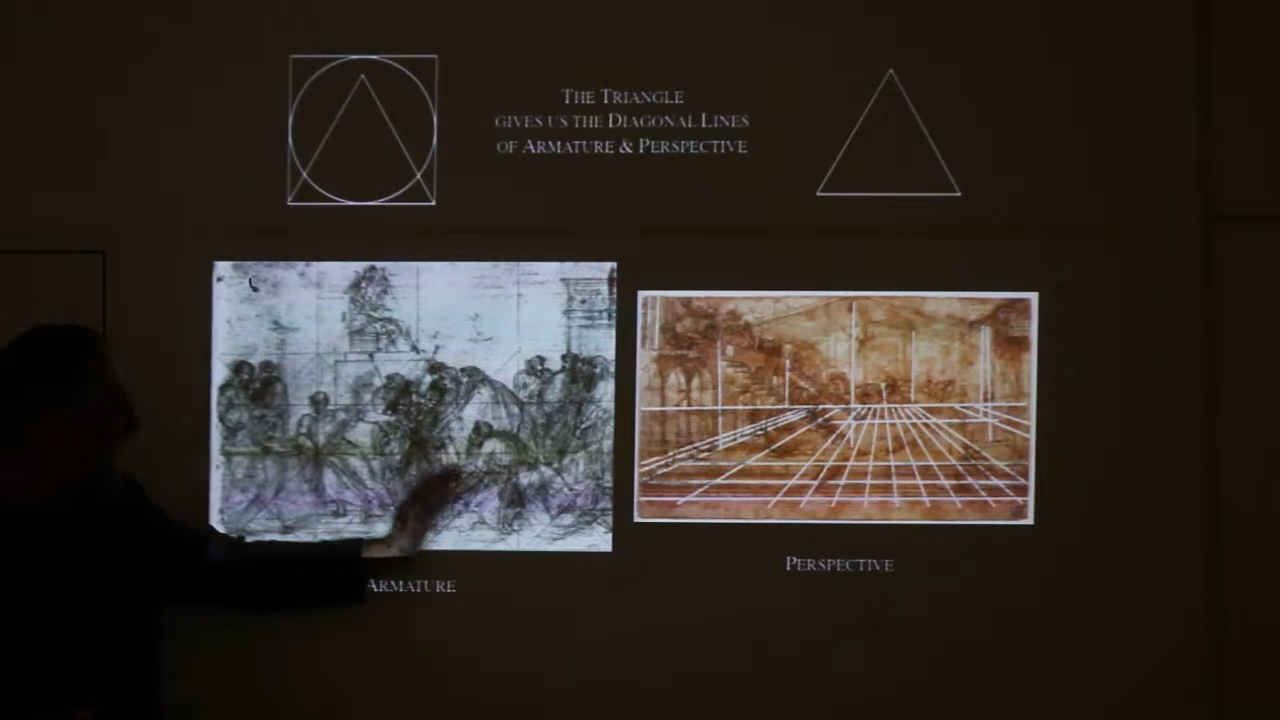 THE TRIANGLE
GIVES US THE DIAGONAL LINES
OF ARMATURE & PERSPECTIVE
ARMATURE
PERSPECTIVE